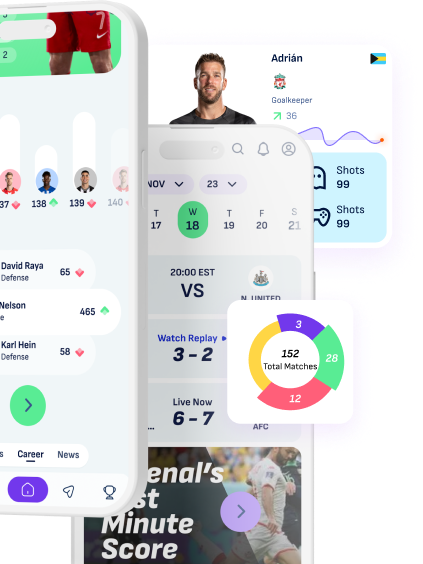 2
7
37
138
139
140
David Raya
Defense
65
Nelson
465
Karl Hein
Defense
58
Career
News
Adrián
Goalkeeper
36
Shots
99
Shots
99
NOV
23
T
W
T
F
S
17
18
19
20
21
20:00 EST
VS
N. UNITED
Watch Replay
3 - 2
Live Now
6 - 7
AFC
3
28
12
152
Total Matches
enal's
st
Minute
Score